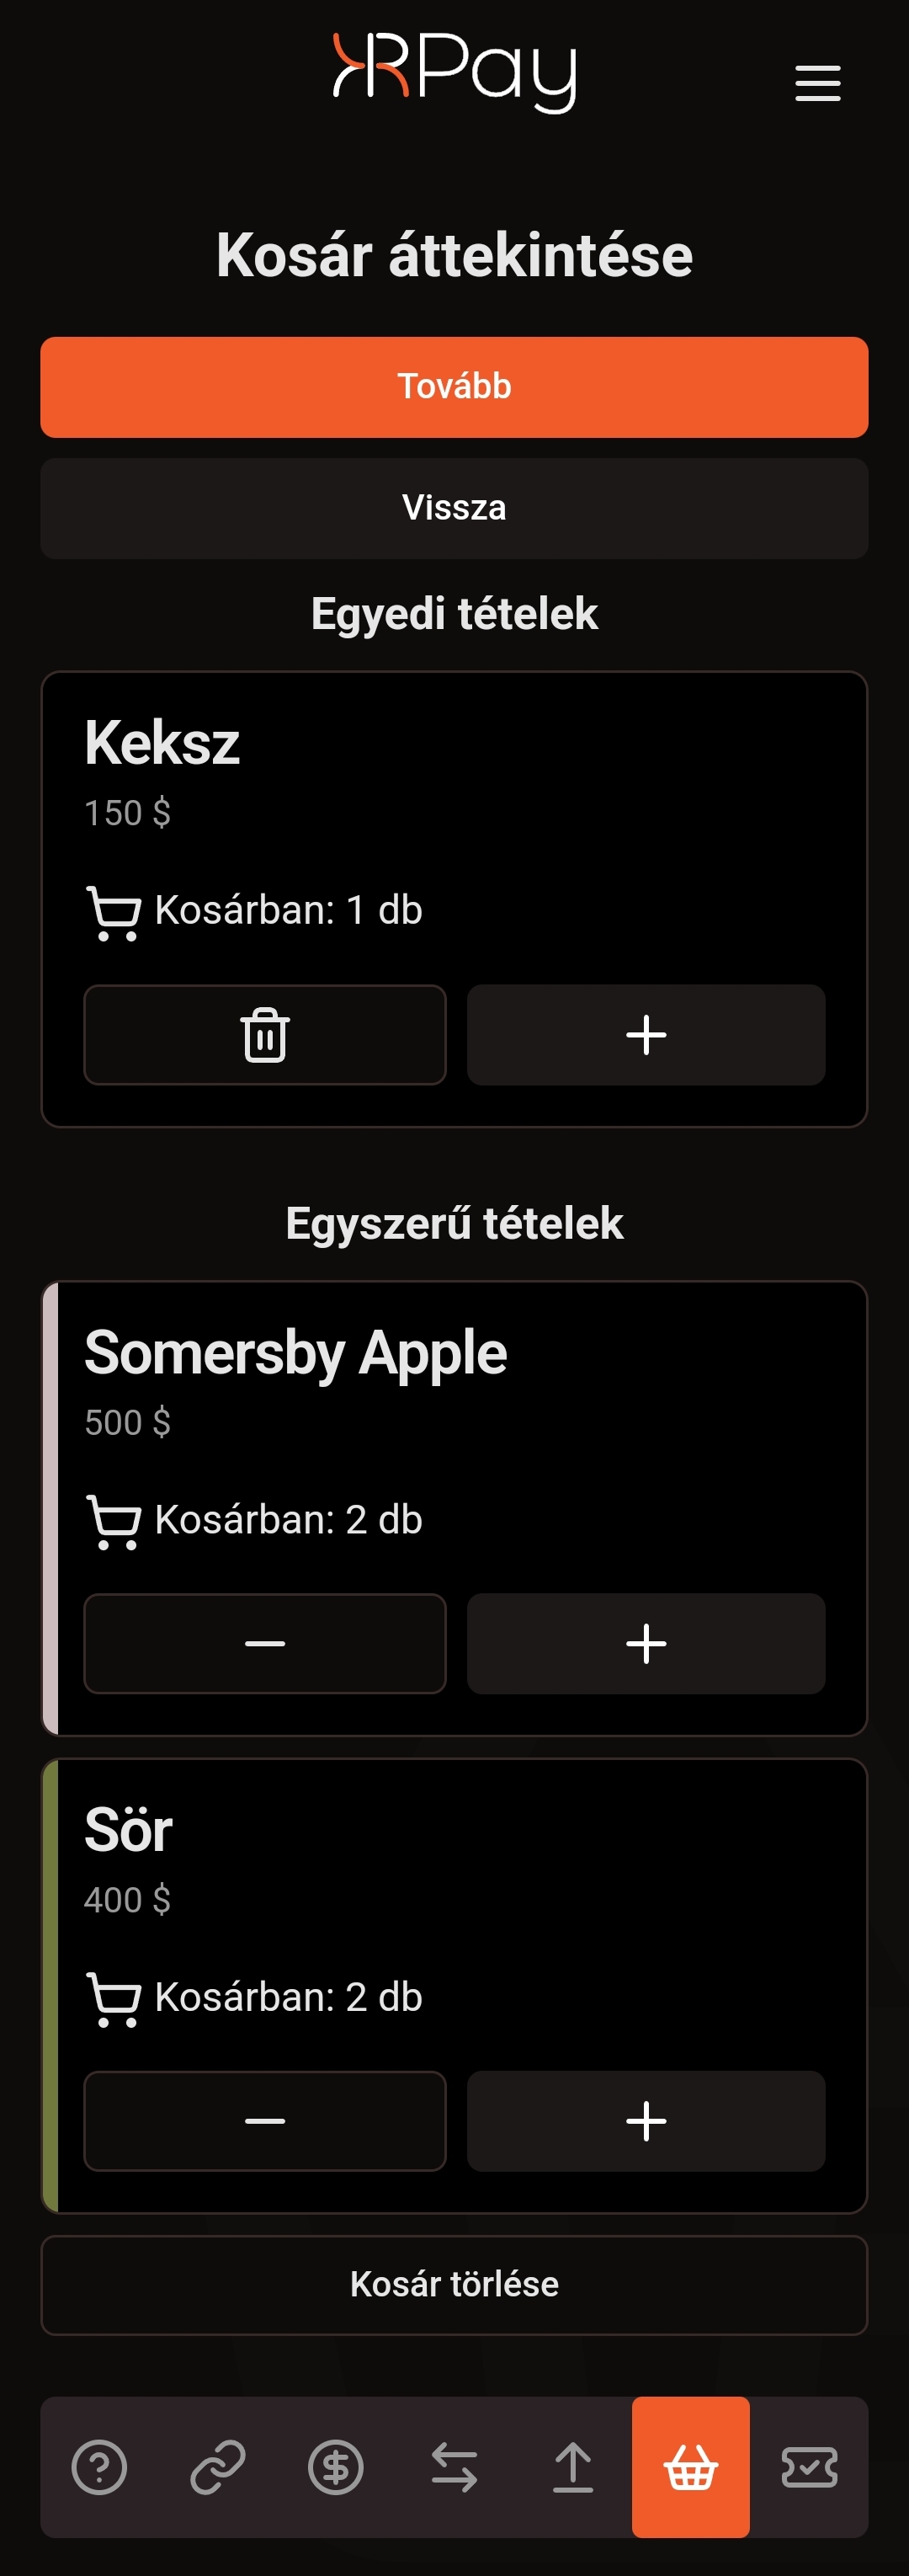 KRPay
Kosár áttekintése
Tovább
Vissza
Egyedi tételek
Keksz
150 $
Kosárban: 1 db
Egyszerű tételek
Somersby Apple
500 $
Kosárban: 2 db
Sör
400 $
Kosárban: 2 db
Kosár törlése